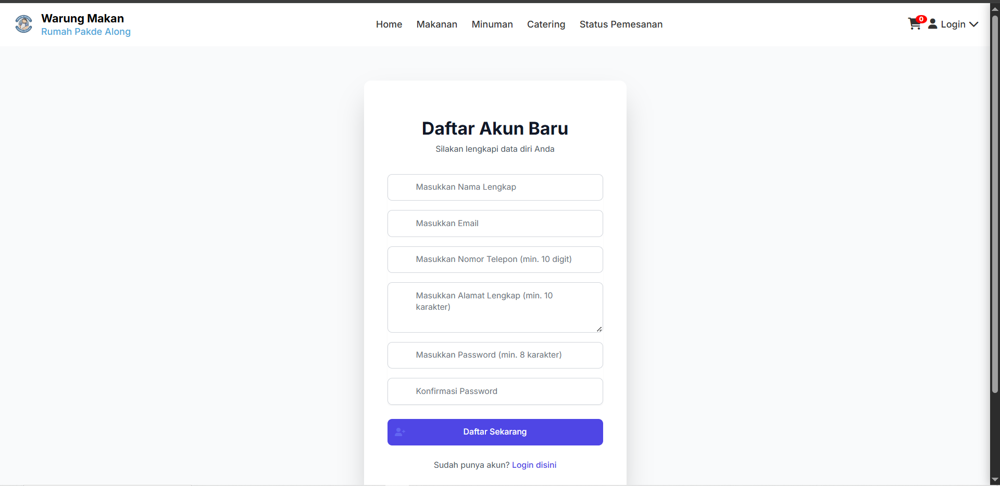 Warung Makan
Rumah Pakde Along
Home Makanan Minuman Catering Status Pemesanan
0 Login
Daftar Akun Baru
Silakan lengkapi data diri Anda
Masukkan Nama Lengkap
Masukkan Email
Masukkan Nomor Telepon (min. 10 digit)
Masukkan Alamat Lengkap (min. 10
karakter)
Masukkan Password (min. 8 karakter)
Konfirmasi Password
Daftar Sekarang
Sudah punya akun? Login disini